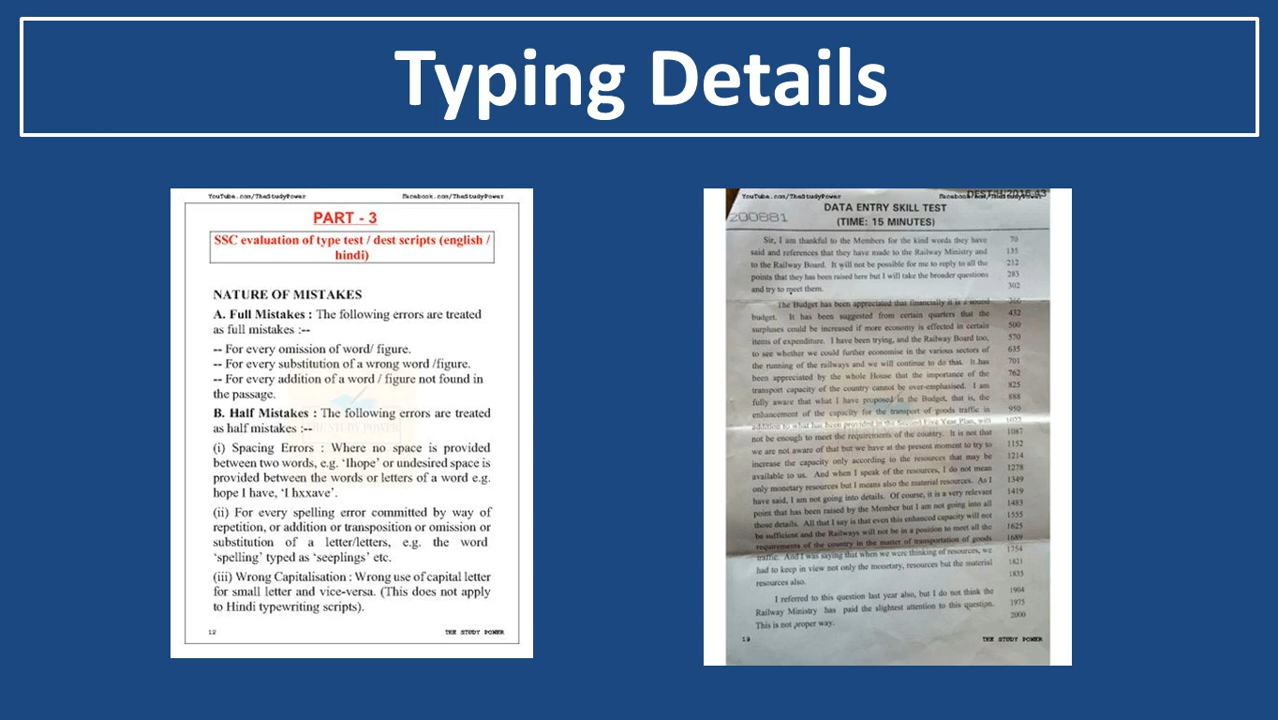 Typing Details
YouTube.com/TheStudyPower
Facebook.com/TheStudyPower
PART - 3
SSC evaluation of type test / dest scripts (english /
hindi)
NATURE OF MISTAKES
A. Full Mistakes : The following errors are treated
as full mistakes :--
-- For every omission of word/ figure.
-- For every substitution of a wrong word /figure.
-- For every addition of a word / figure not found in
the passage.
B. Half Mistakes : The following errors are treated
as half mistakes :--
THE STUDY POWER
(i) Spacing Errors : Where no space is provided
between two words, e.g. 'Ihope' or undesired space is
provided between the words or letters of a word e.g.
hope I have, 'I hxxave'.
(ii) For every spelling error committed by way of
repetition, or addition or transposition or omission or
substitution of a letter/letters, e.g. the word
'spelling' typed as 'seeplings' etc.
(iii) Wrong Capitalisation : Wrong use of capital letter
for small letter and vice-versa. (This does not apply
to Hindi typewriting scripts).
12
THE STUDY POWER
YouTube.com/TheStudyPower
Facebook.com/TheStudyPower
DATA ENTRY SKILL TEST
200881
(TIME: 15 MINUTES)
Sir, I am thankful to the Members for the kind words they have 70
said and references that they have made to the Railway Ministry and 135
to the Railway Board. It will not be possible for me to reply to all the 212
points that they has been raised here but I will take the broader questions 283
and try to meet them. 302
The Budget has been appreciated that financially it is a sound 366
budget. It has been suggested from certain quarters that the 432
surpluses could be increased if more economy is effected in certain 500
items of expenditure. I have been trying, and the Railway Board too, 570
to see whether we could further economise in the various sectors of 635
the running of the railways and we will continue to do that. It has 701
been appreciated by the whole House that the importance of the 762
transport capacity of the country cannot be over-emphasised. I am 825
fully aware that what I have proposed in the Budget, that is, the 888
enhancement of the capacity for the transport of goods traffic in 950
addition to what has been provided in the Second Five Year Plan, will 1022
not be enough to meet the requirements of the country. It is not that 1087
we are not aware of that but we have at the present moment to try to 1152
increase the capacity only according to the resources that may be 1214
available to us. And when I speak of the resources, I do not mean 1278
only monetary resources but I means also the material resources. As I 1349
have said, I am not going into details. Of course, it is a very relevant 1419
point that has been raised by the Member but I am not going into all 1483
those details. All that I say is that even this enhanced capacity will not 1555
be sufficient and the Railways will not be in a position to meet all the 1625
requirements of the country in the matter of transportation of goods 1689
traffic. And I was saying that when we were thinking of resources, we 1754
had to keep in view not only the monetary, resources but the material 1821
resources also. 1835
I referred to this question last year also, but I do not think the 1904
Railway Ministry has paid the slightest attention to this question. 1975
This is not proper way. 2000
19
THE STUDY POWER